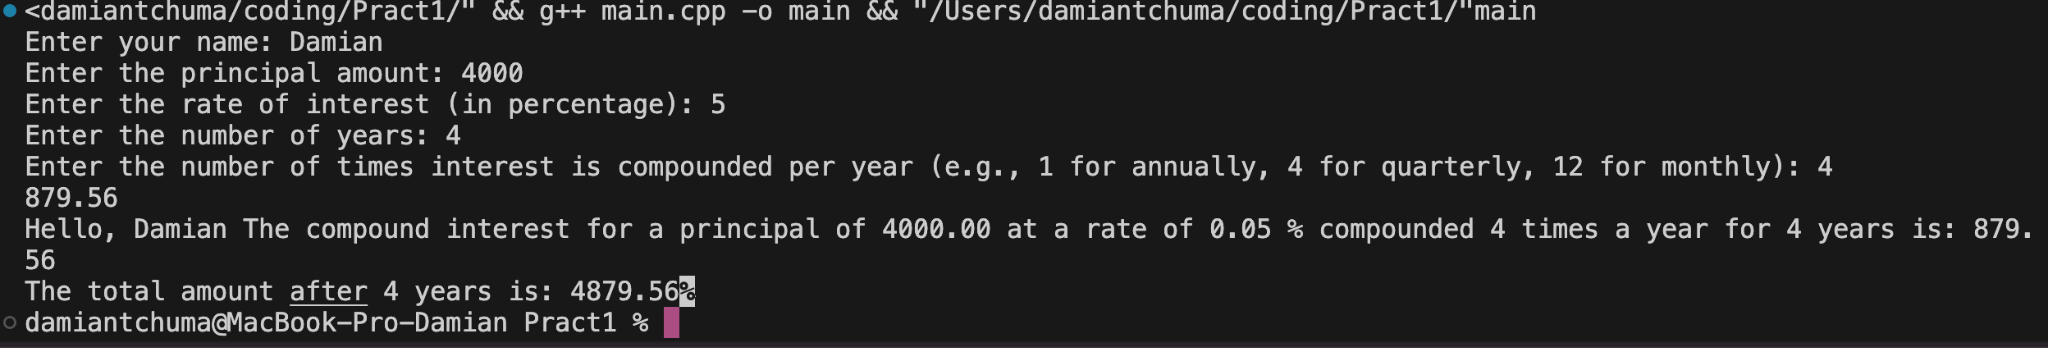 <damiantchuma/coding/Pract1/" && g++ main.cpp -o main && "/Users/damiantchuma/coding/Pract1/"main
Enter your name: Damian
Enter the principal amount: 4000
Enter the rate of interest (in percentage): 5
Enter the number of years: 4
Enter the number of times interest is compounded per year (e.g., 1 for annually, 4 for quarterly, 12 for monthly): 4
879.56
Hello, Damian The compound interest for a principal of 4000.00 at a rate of 0.05 % compounded 4 times a year for 4 years is: 879.
56
The total amount after 4 years is: 4879.56%
damiantchuma@MacBook-Pro-Damian Pract1 %